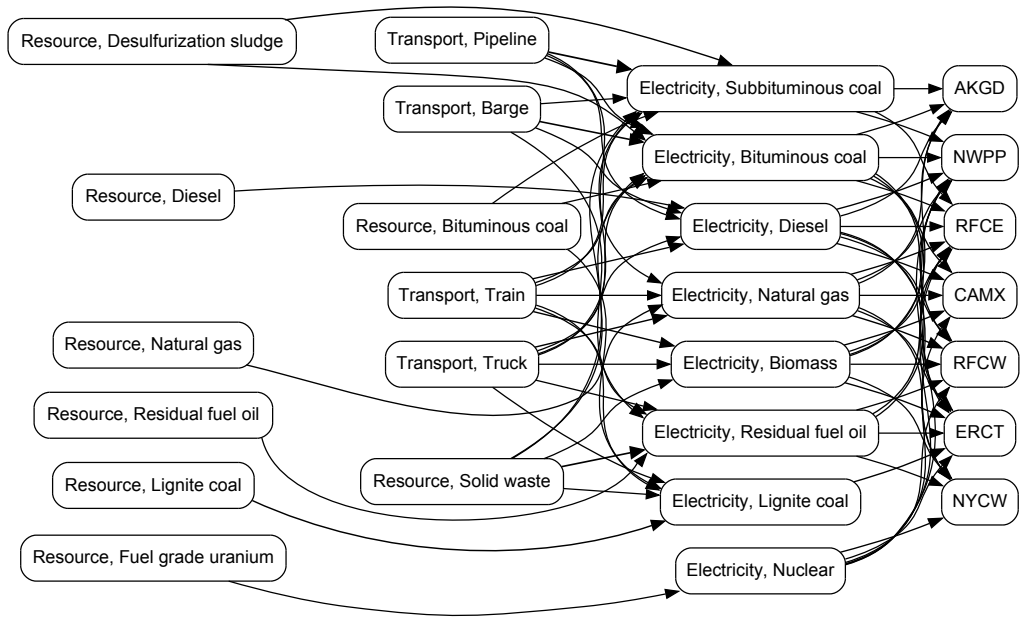 Resource, Desulfurization sludge
Resource, Diesel
Resource, Natural gas
Resource, Residual fuel oil
Resource, Lignite coal
Resource, Fuel grade uranium
Transport, Pipeline
Transport, Barge
Resource, Bituminous coal
Transport, Train
Transport, Truck
Resource, Solid waste
Electricity, Subbituminous coal
Electricity, Bituminous coal
Electricity, Diesel
Electricity, Natural gas
Electricity, Biomass
Electricity, Residual fuel oil
Electricity, Lignite coal
Electricity, Nuclear
AKGD
NWPP
RFCE
CAMX
RFCW
ERCT
NYCW